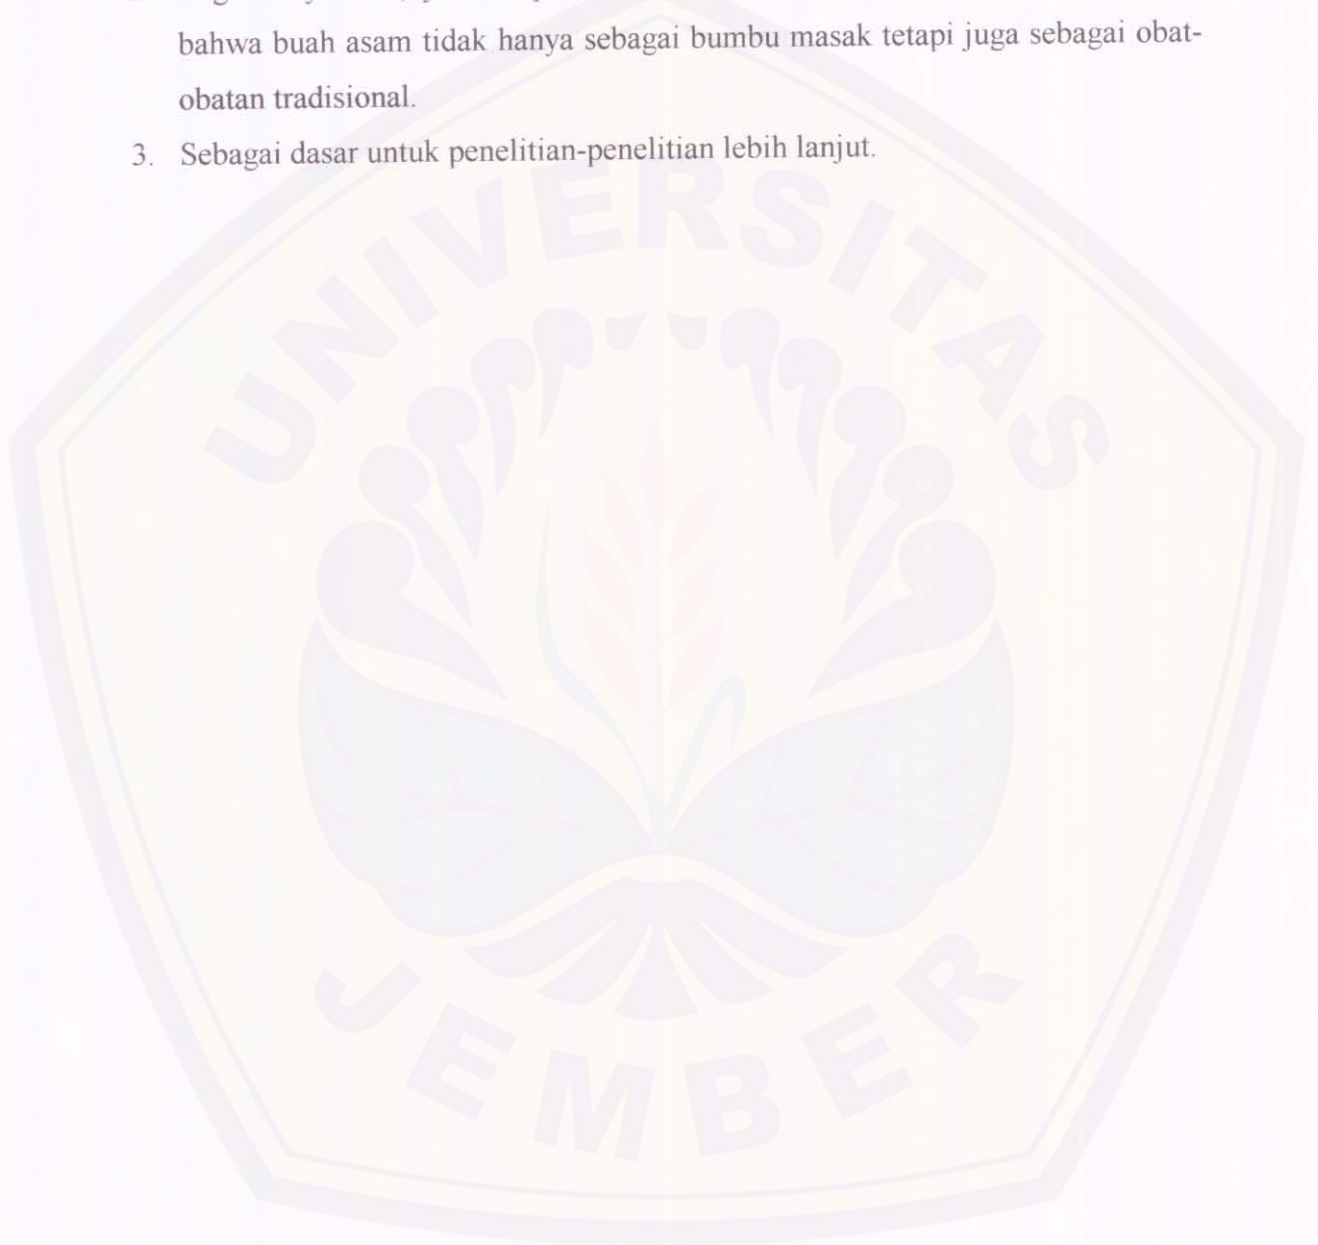 bahwa buah asam tidak hanya sebagai bumbu masak tetapi juga sebagai obat-
obatan tradisional.
3. Sebagai dasar untuk penelitian-penelitian lebih lanjut.
UNIVERSITAS
JEMBER